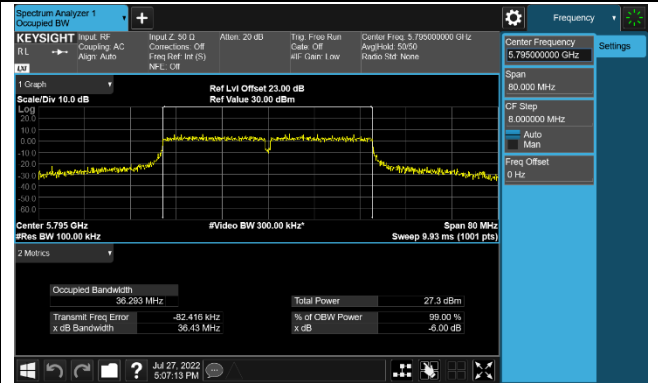 Spectrum Analyzer 1
Occupied BW
Frequency
KEYSIGHT
RL
LXI
Input: RF
Coupling: AC
Align: Auto
Input Z: 50 Ω
Corrections: Off
Freq Ref: Int (S)
NFE: Off
Atten: 20 dB
Trig: Free Run
Gate: Off
#IF Gain: Low
Center Freq: 5.795000000 GHz
Avg|Hold: 50/50
Radio Std: None
Center Frequency
5.795000000 GHz
Settings
Span
80.000 MHz
CF Step
8.000000 MHz
Auto
Man
Freq Offset
0 Hz
1 Graph
Scale/Div 10.0 dB
Ref Lvl Offset 23.00 dB
Ref Value 30.00 dBm
Log
20.0
10.0
0.00
-10.0
-20.0
-30.0
-40.0
-50.0
-60.0
Center 5.795 GHz
#Res BW 100.00 kHz
#Video BW 300.00 kHz*
Span 80 MHz
Sweep 9.93 ms (1001 pts)
2 Metrics
Occupied Bandwidth
36.293 MHz
Total Power 27.3 dBm
Transmit Freq Error -82.416 kHz
% of OBW Power 99.00 %
x dB Bandwidth 36.43 MHz
x dB -6.00 dB
Jul 27, 2022
5:07:13 PM